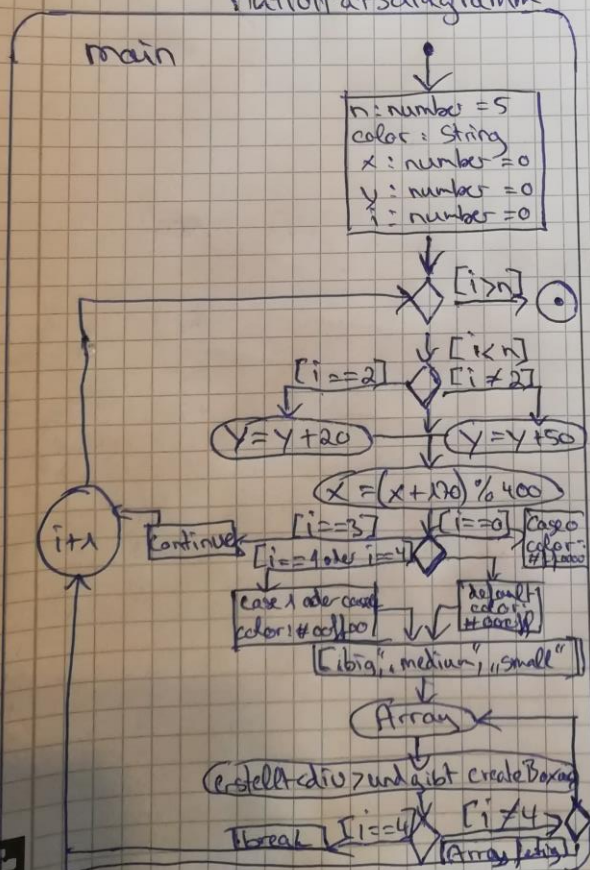 main
n: number = 5
color: String
x: number = 0
y: number = 0
i: number = 0
[i>n]
[i<n]
[i==2]
[i≠2]
y=y+20
y=y+50
x=(x+170)%400
i+1
Continue
[i==3]
[i==0]
Case 0
color:
[i==1 oder i==4]
case 1 oder case
color: #00ff00
default
color:
["big", "medium", "small"]
Array
erstellt <div> und gibt createBox aus
break
[i==4]
[i≠4
[Array fertig]